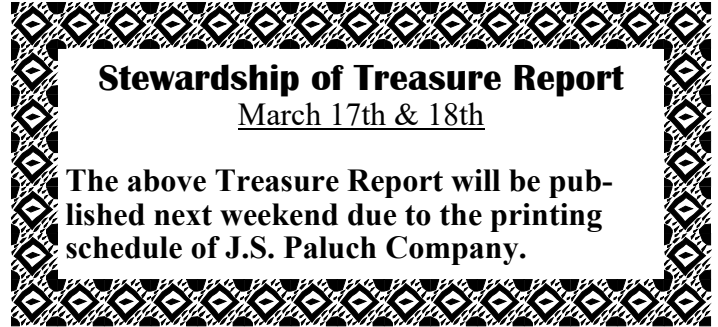 Stewardship of Treasure Report
March 17th & 18th
The above Treasure Report will be pub-
lished next weekend due to the printing
schedule of J.S. Paluch Company.